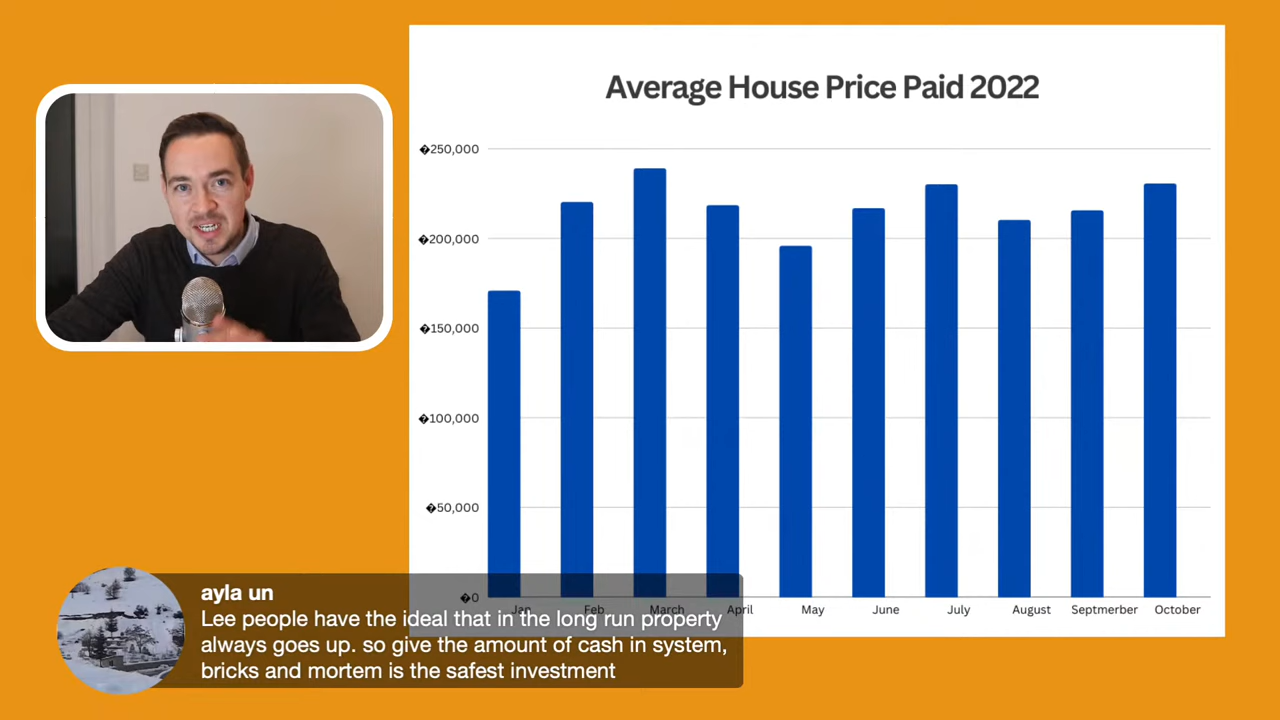 Average House Price Paid 2022
�250,000
�200,000
�150,000
�100,000
�50,000
�0
Jan Feb March April May June July August Septmerber October
ayla un
Lee people have the ideal that in the long run property
always goes up. so give the amount of cash in system,
bricks and mortem is the safest investment